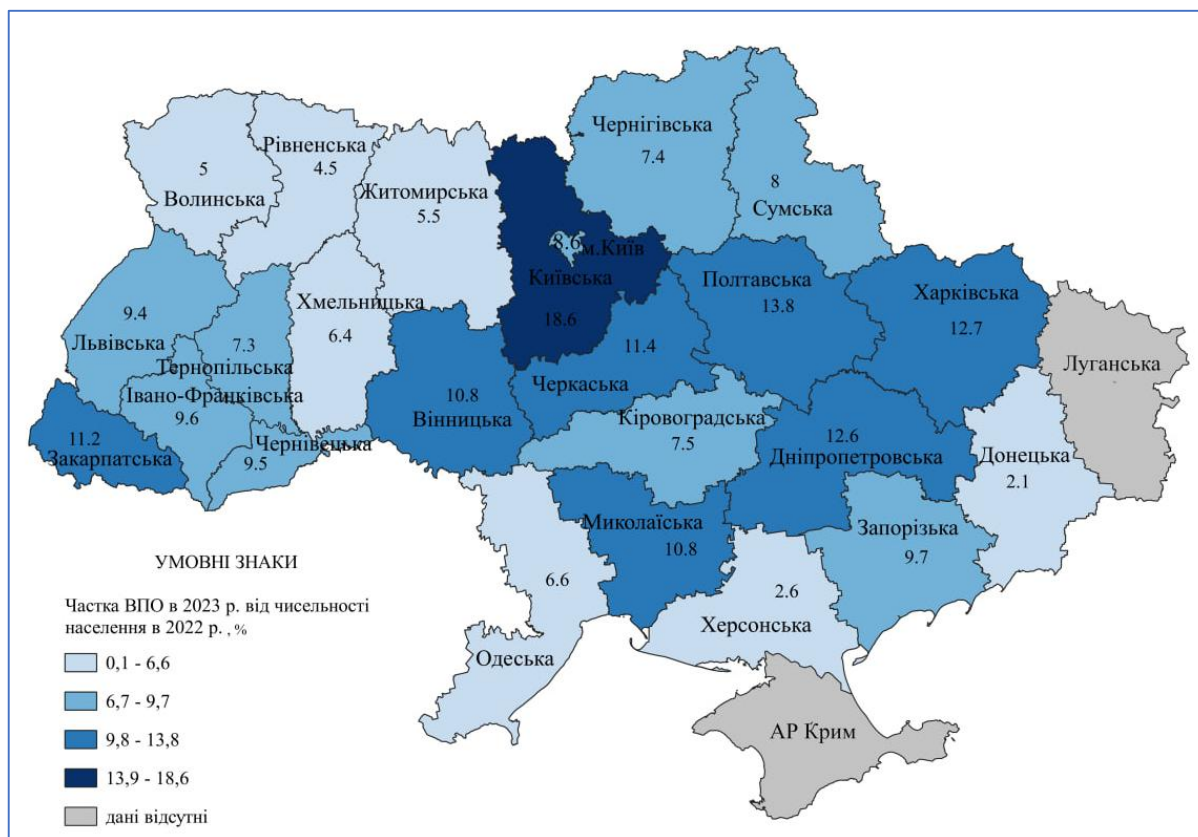 Чернігівська
7.4
8
Сумська
Рівненська
4.5
5
Волинська
Житомирська
5.5
8.6
м.Київ
Київська
18.6
Полтавська
13.8
Харківська
12.7
Луганська
Хмельницька
6.4
9.4
Львівська
7.3
Тернопільська
Івано-Франківська
9.6
11.2
Закарпатська
Чернівецька
9.5
10.8
Вінницька
11.4
Черкаська
Кіровоградська
7.5
12.6
Дніпропетровська
Донецька
2.1
Запорізька
9.7
Миколаїська
10.8
6.6
Одеська
2.6
Херсонська
АР Крим
УМОВНІ ЗНАКИ
Частка ВПО в 2023 р. від чисельності
населення в 2022 р. , %
0,1 - 6,6
6,7 - 9,7
9,8 - 13,8
13,9 - 18,6
дані відсутні